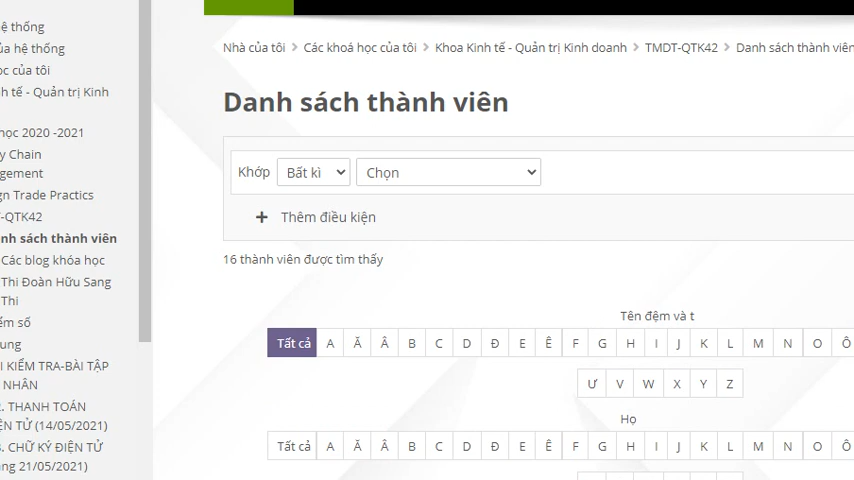 ệ thống
ủa hệ thống
ọc của tôi
h tế - Quản trị Kinh
học 2020 -2021
y Chain
gement
gn Trade Practics
-QTK42
nh sách thành viên
Các blog khóa học
Thi Đoàn Hữu Sang
Thi
ểm số
ung
I KIỂM TRA-BÀI TẬP
NHÂN
2. THANH TOÁN
ỆN TỬ (14/05/2021)
3. CHỮ KÝ ĐIỆN TỬ
ng 21/05/2021)
Nhà của tôi > Các khoá học của tôi > Khoa Kinh tế - Quản trị Kinh doanh > TMDT-QTK42 > Danh sách thành viên
Danh sách thành viên
Khớp Bất kì Chọn
+ Thêm điều kiện
16 thành viên được tìm thấy
Tên đệm và t
Tất cả A Ă Â B C D Đ E Ê F G H I J K L M N O Ô
Ư V W X Y Z
Họ
Tất cả A Ă Â B C D Đ E Ê F G H I J K L M N O Ô